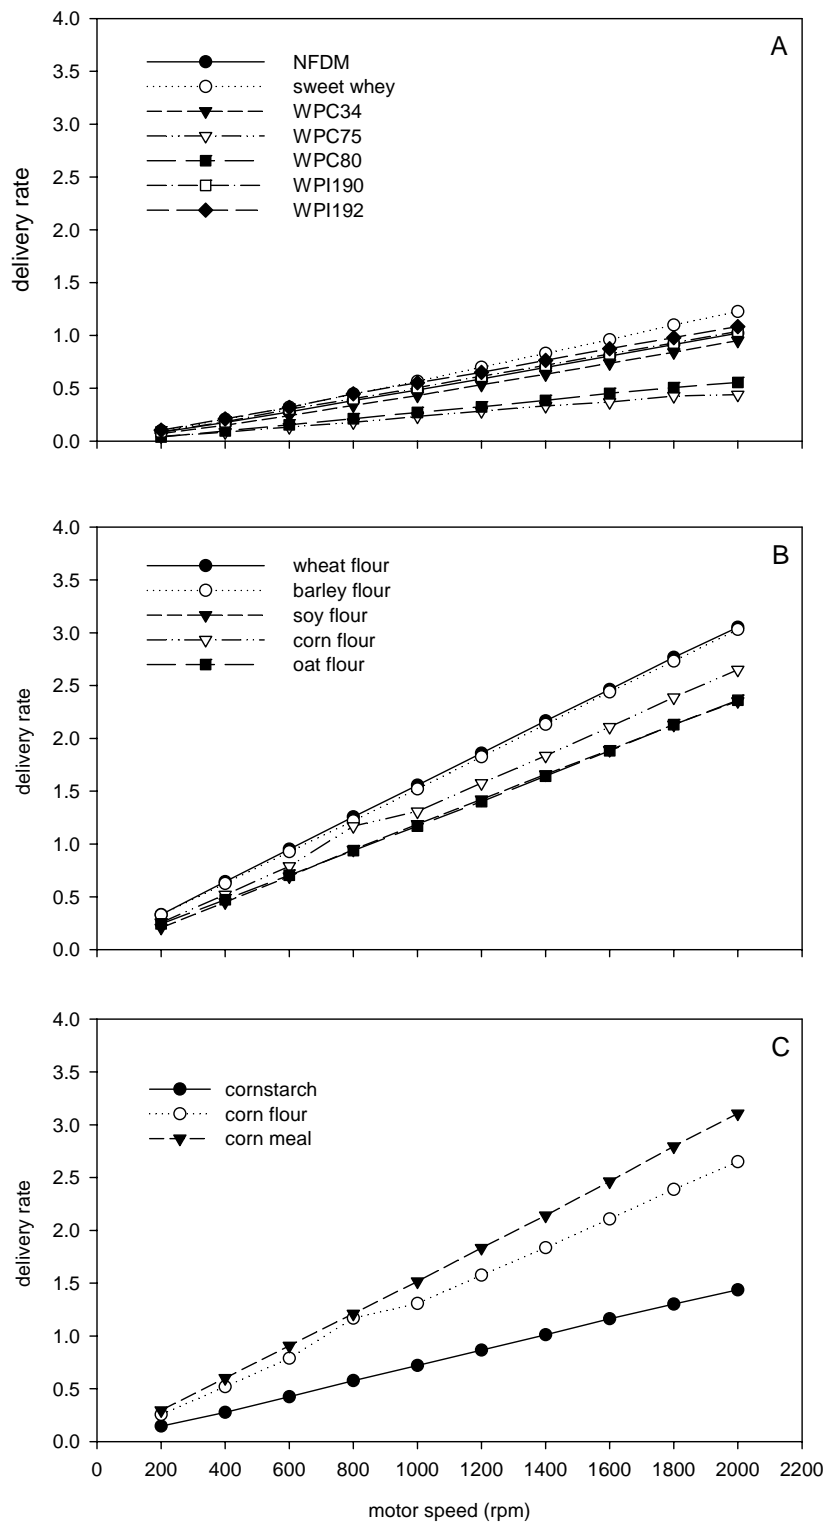 A
4.0
3.5
3.0
2.5
2.0
1.5
1.0
0.5
0.0
delivery rate
NFDM
sweet whey
WPC34
WPC75
WPC80
WPI190
WPI192
B
4.0
3.5
3.0
2.5
2.0
1.5
1.0
0.5
0.0
delivery rate
wheat flour
barley flour
soy flour
corn flour
oat flour
C
4.0
3.5
3.0
2.5
2.0
1.5
1.0
0.5
0.0
delivery rate
cornstarch
corn flour
corn meal
0 200 400 600 800 1000 1200 1400 1600 1800 2000 2200
motor speed (rpm)